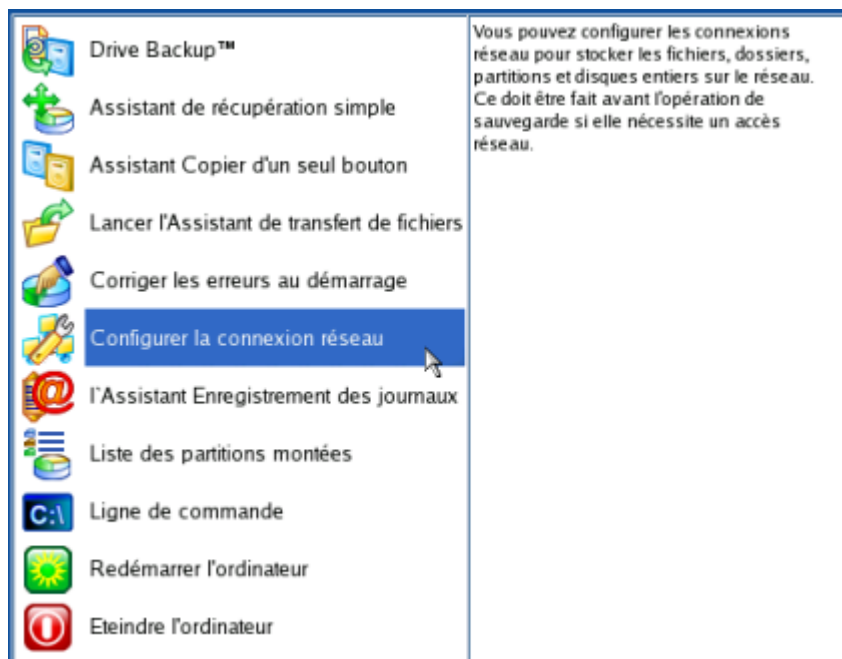 Drive Backup™
Assistant de récupération simple
Assistant Copier d'un seul bouton
Lancer l'Assistant de transfert de fichiers
Corriger les erreurs au démarrage
Configurer la connexion réseau
l`Assistant Enregistrement des journaux
Liste des partitions montées
C:\
Ligne de commande
Redémarrer l'ordinateur
Eteindre l'ordinateur
Vous pouvez configurer les connexions
réseau pour stocker les fichiers, dossiers,
partitions et disques entiers sur le réseau.
Ce doit être fait avant l'opération de
sauvegarde si elle nécessite un accès
réseau.